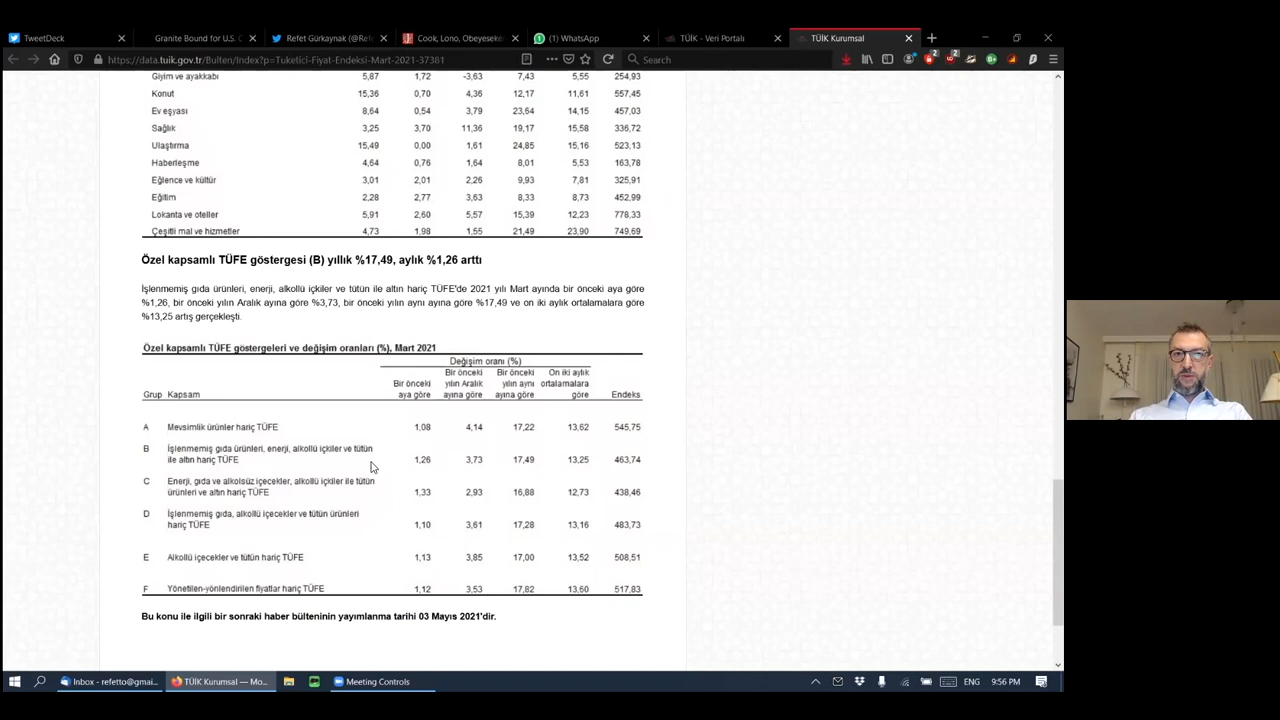 TweetDeck
Granite Bound for U.S. C
Refet Gürkaynak (@Refe
Cook, Lono, Obeyeseke
(1) WhatsApp
TÜİK - Veri Portalı
TÜİK Kurumsal
https://data.tuik.gov.tr/Bulten/Index?p=Tuketici-Fiyat-Endeksi-Mart-2021-37381
Search
2
2
Giyim ve ayakkabı 5,87 1,72 -3,63 7,43 5,55 254,93
Konut 15,36 0,70 4,36 12,17 11,61 557,45
Ev eşyası 8,64 0,54 3,79 23,64 14,15 457,03
Sağlık 3,25 3,70 11,36 19,17 15,58 336,72
Ulaştırma 15,49 0,00 1,61 24,85 15,16 523,13
Haberleşme 4,64 0,76 1,64 8,01 5,53 163,78
Eğlence ve kültür 3,01 2,01 2,26 9,93 7,81 325,91
Eğitim 2,28 2,77 3,63 8,33 8,73 452,99
Lokanta ve oteller 5,91 2,60 5,57 15,39 12,23 778,33
Çeşitli mal ve hizmetler 4,73 1,98 1,55 21,49 23,90 749,69
Özel kapsamlı TÜFE göstergesi (B) yıllık %17,49, aylık %1,26 arttı
İşlenmemiş gıda ürünleri, enerji, alkollü içkiler ve tütün ile altın hariç TÜFE'de 2021 yılı Mart ayında bir önceki aya göre
%1,26, bir önceki yılın Aralık ayına göre %3,73, bir önceki yılın aynı ayına göre %17,49 ve on iki aylık ortalamalara göre
%13,25 artış gerçekleşti.
Özel kapsamlı TÜFE göstergeleri ve değişim oranları (%), Mart 2021
Değişim oranı (%)
Bir önceki Bir önceki On iki aylık
Bir önceki yılın Aralık yılın aynı ortalamalara
Grup Kapsam aya göre ayına göre ayına göre göre Endeks
A Mevsimlik ürünler hariç TÜFE 1,08 4,14 17,22 13,62 545,75
B İşlenmemiş gıda ürünleri, enerji, alkollü içkiler ve tütün
ile altın hariç TÜFE 1,26 3,73 17,49 13,25 463,74
C Enerji, gıda ve alkolsüz içecekler, alkollü içkiler ile tütün
ürünleri ve altın hariç TÜFE 1,33 2,93 16,88 12,73 438,46
D İşlenmemiş gıda, alkollü içecekler ve tütün ürünleri
hariç TÜFE 1,10 3,61 17,28 13,16 483,73
E Alkollü içecekler ve tütün hariç TÜFE 1,13 3,85 17,00 13,52 508,51
F Yönetilen-yönlendirilen fiyatlar hariç TÜFE 1,12 3,53 17,82 13,60 517,83
Bu konu ile ilgili bir sonraki haber bülteninin yayımlanma tarihi 03 Mayıs 2021'dir.
Inbox - refetto@gmai...
TÜİK Kurumsal — Mo...
Meeting Controls
ENG
9:56 PM